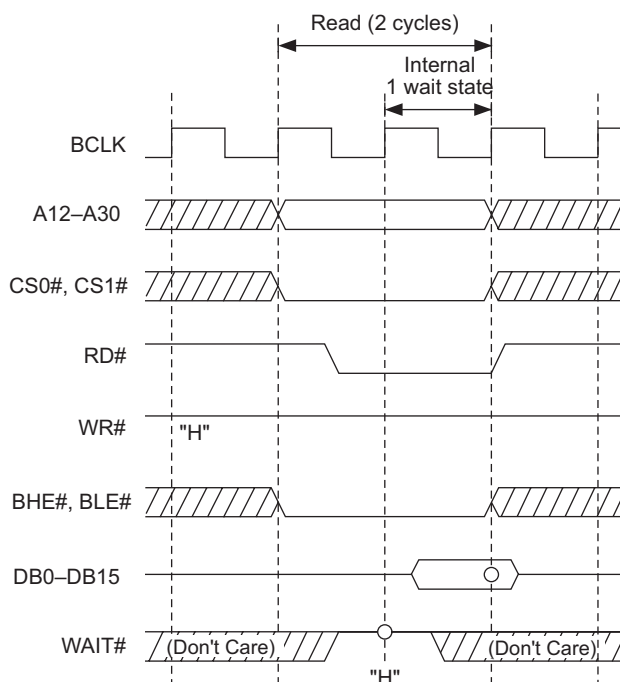 Read (2 cycles)
Internal
1 wait state
BCLK
A12–A30
CS0#, CS1#
RD#
WR#
"H"
BHE#, BLE#
DB0–DB15
WAIT#
(Don't Care)
(Don't Care)
"H"